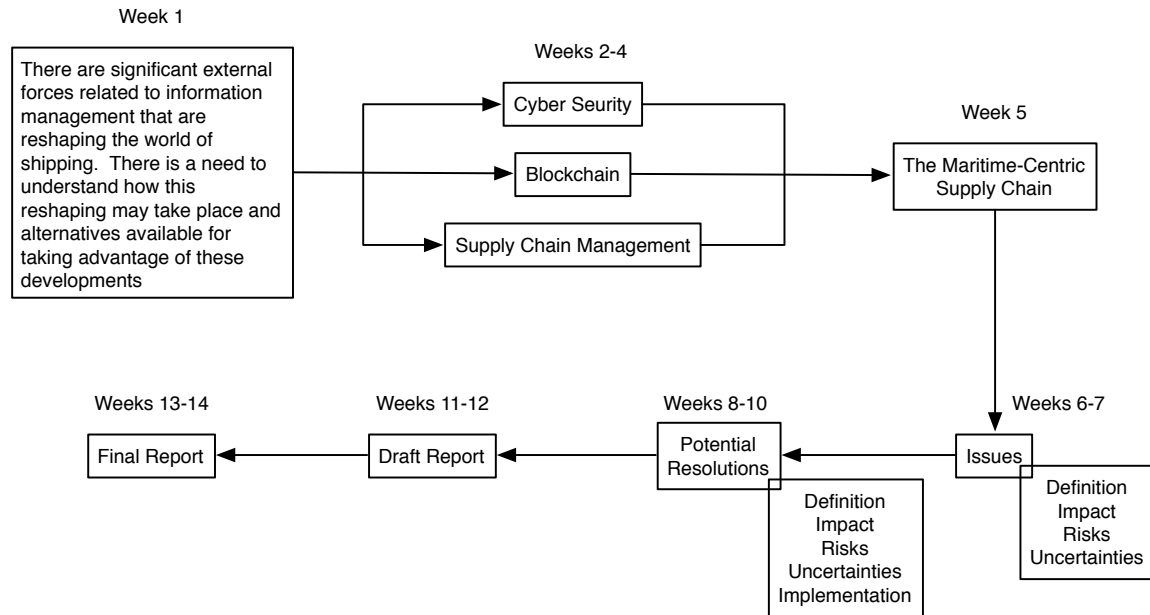 Week 1
There are significant external
forces related to information
management that are
reshaping the world of
shipping.  There is a need to
understand how this
reshaping may take place and
alternatives available for
taking advantage of these
developments
Weeks 2-4
Cyber Seurity
Blockchain
Supply Chain Management
Week 5
The Maritime-Centric
Supply Chain
Weeks 6-7
Issues
Definition
Impact
Risks
Uncertainties
Weeks 8-10
Potential
Resolutions
Definition
Impact
Risks
Uncertainties
Implementation
Weeks 11-12
Draft Report
Weeks 13-14
Final Report